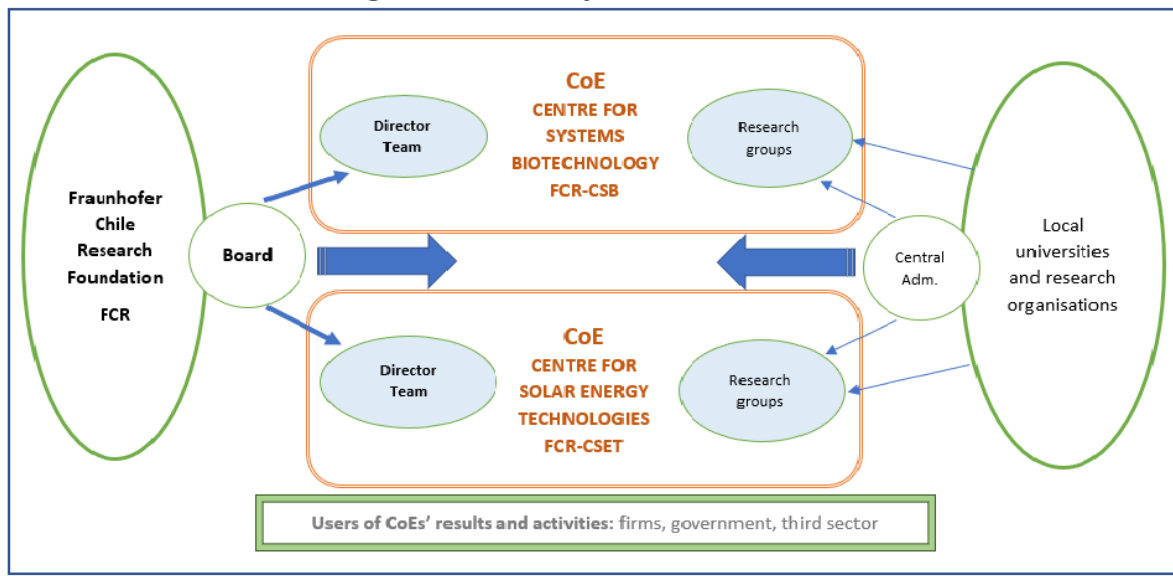 Fraunhofer
Chile
Research
Foundation
FCR
Board
CoE
CENTRE FOR
SYSTEMS
BIOTECHNOLOGY
FCR-CSB
Director
Team
Research
groups
CoE
CENTRE FOR
SOLAR ENERGY
TECHNOLOGIES
FCR-CSET
Director
Team
Research
groups
Central
Adm.
Local
universities
and research
organisations
Users of CoEs' results and activities: firms, government, third sector